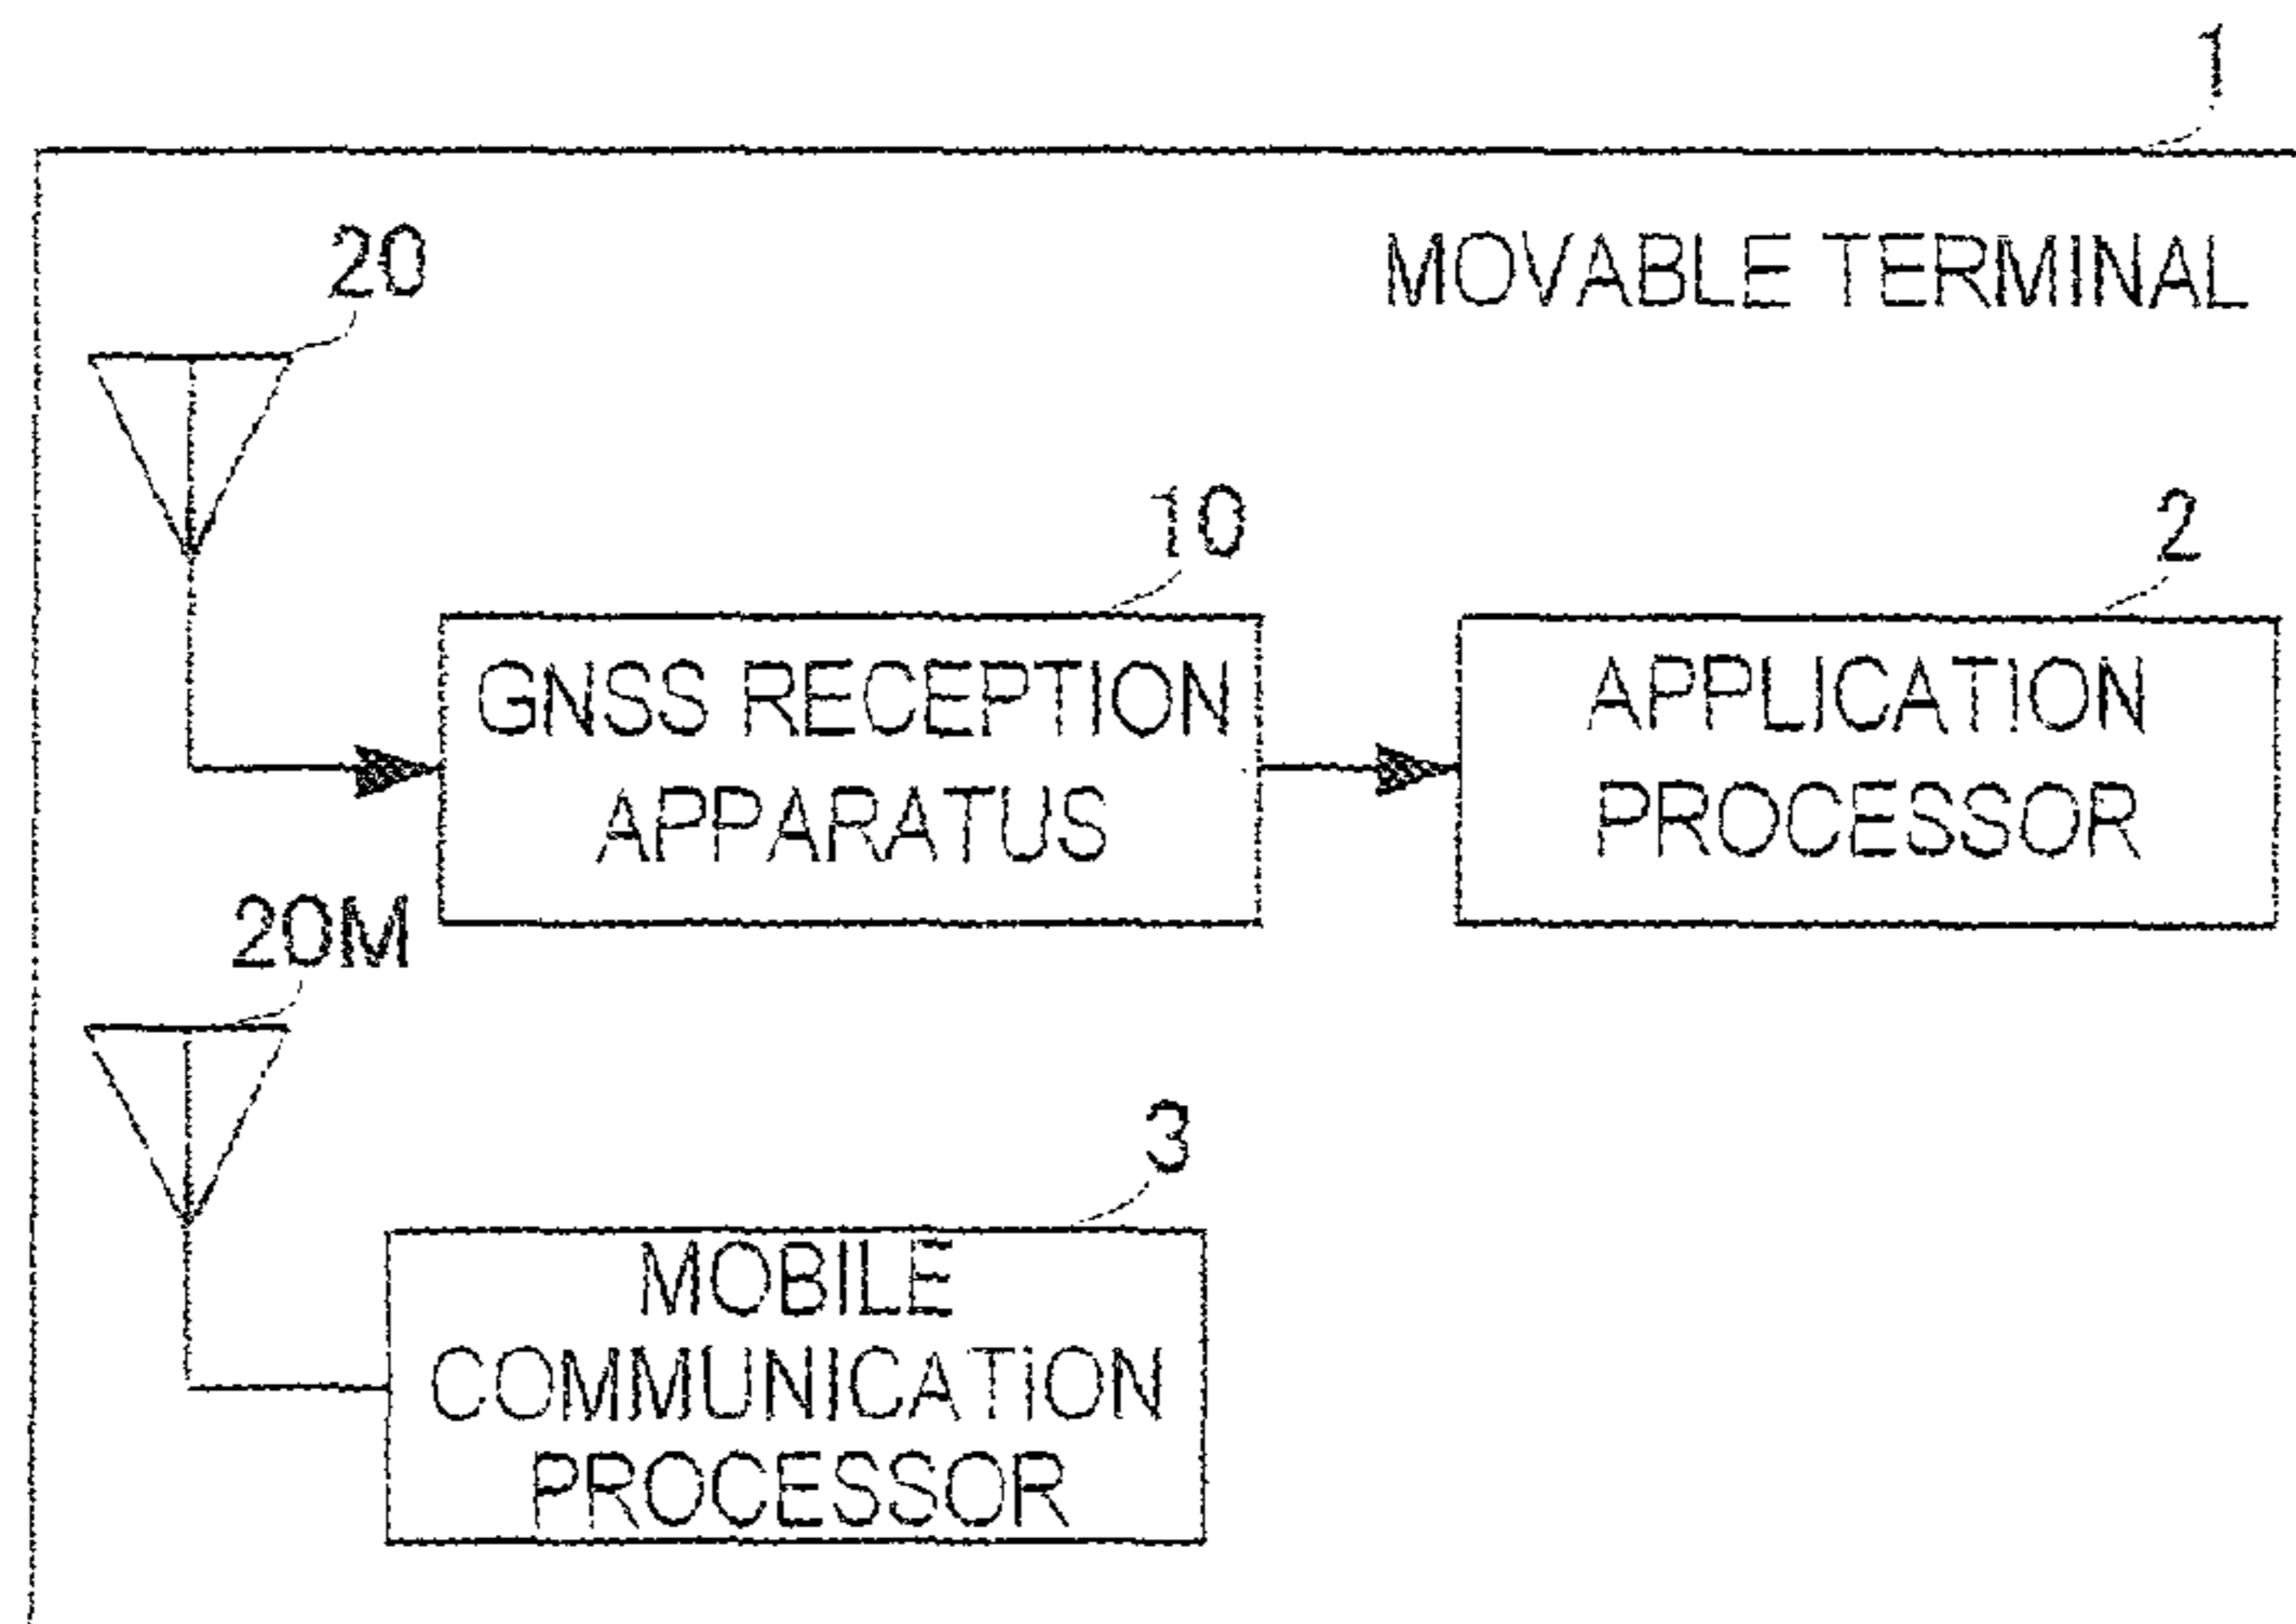 1
MOVABLE TERMINAL
20
10
2
GNSS RECEPTION
APPARATUS
APPLICATION
PROCESSOR
20M
3
MOBILE
COMMUNICATION
PROCESSOR